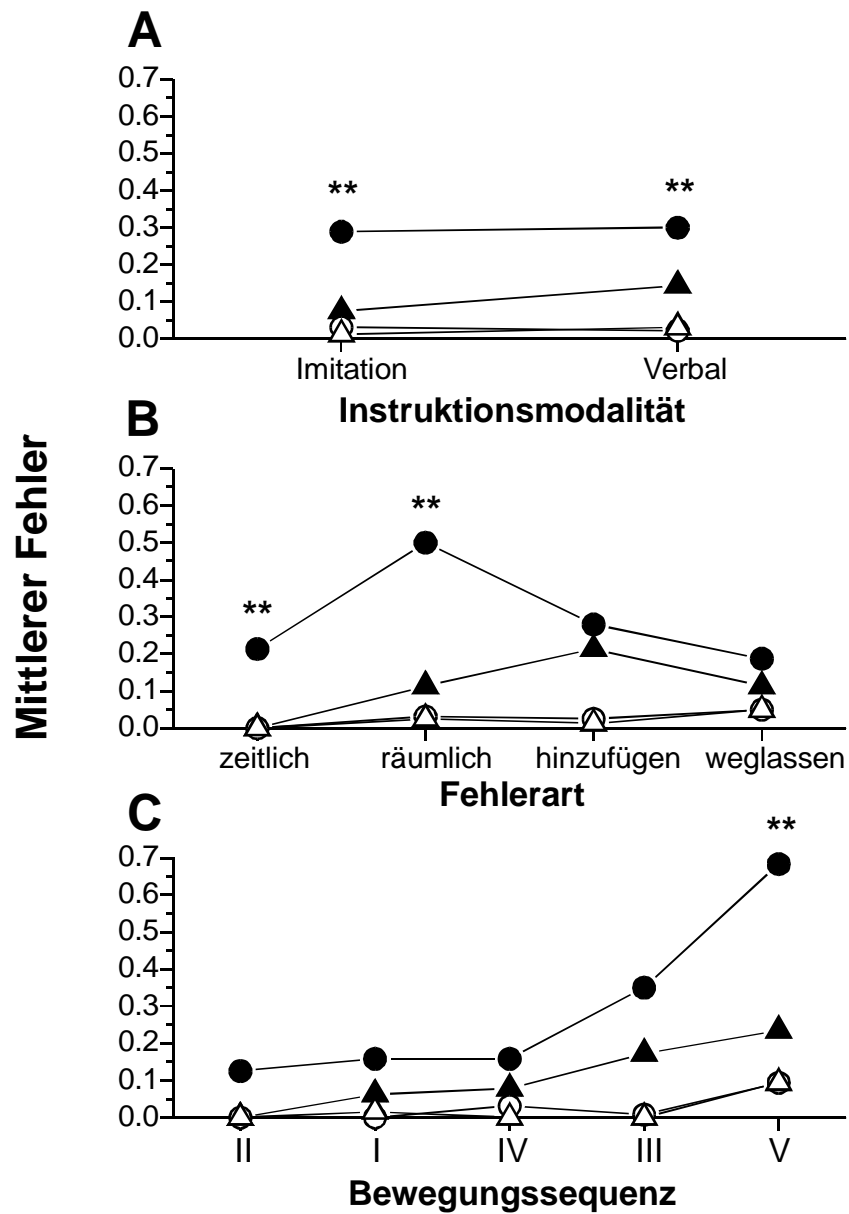 A
0.7
0.6
0.5
0.4
0.3
0.2
0.1
0.0
** **
Imitation Verbal
Instruktionsmodalität
Mittlerer Fehler
B
0.7
0.6
0.5
0.4
0.3
0.2
0.1
0.0
** **
zeitlich räumlich hinzufügen weglassen
Fehlerart
C
0.7
0.6
0.5
0.4
0.3
0.2
0.1
0.0
**
II I IV III V
Bewegungssequenz